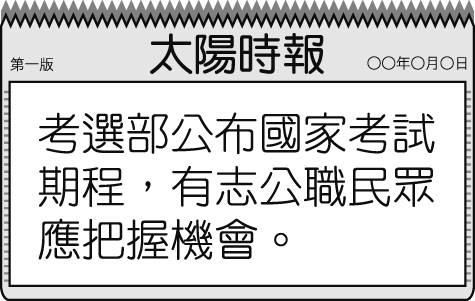 太陽時報
第一版
○○年○月○日
考選部公布國家考試
期程，有志公職民眾
應把握機會。